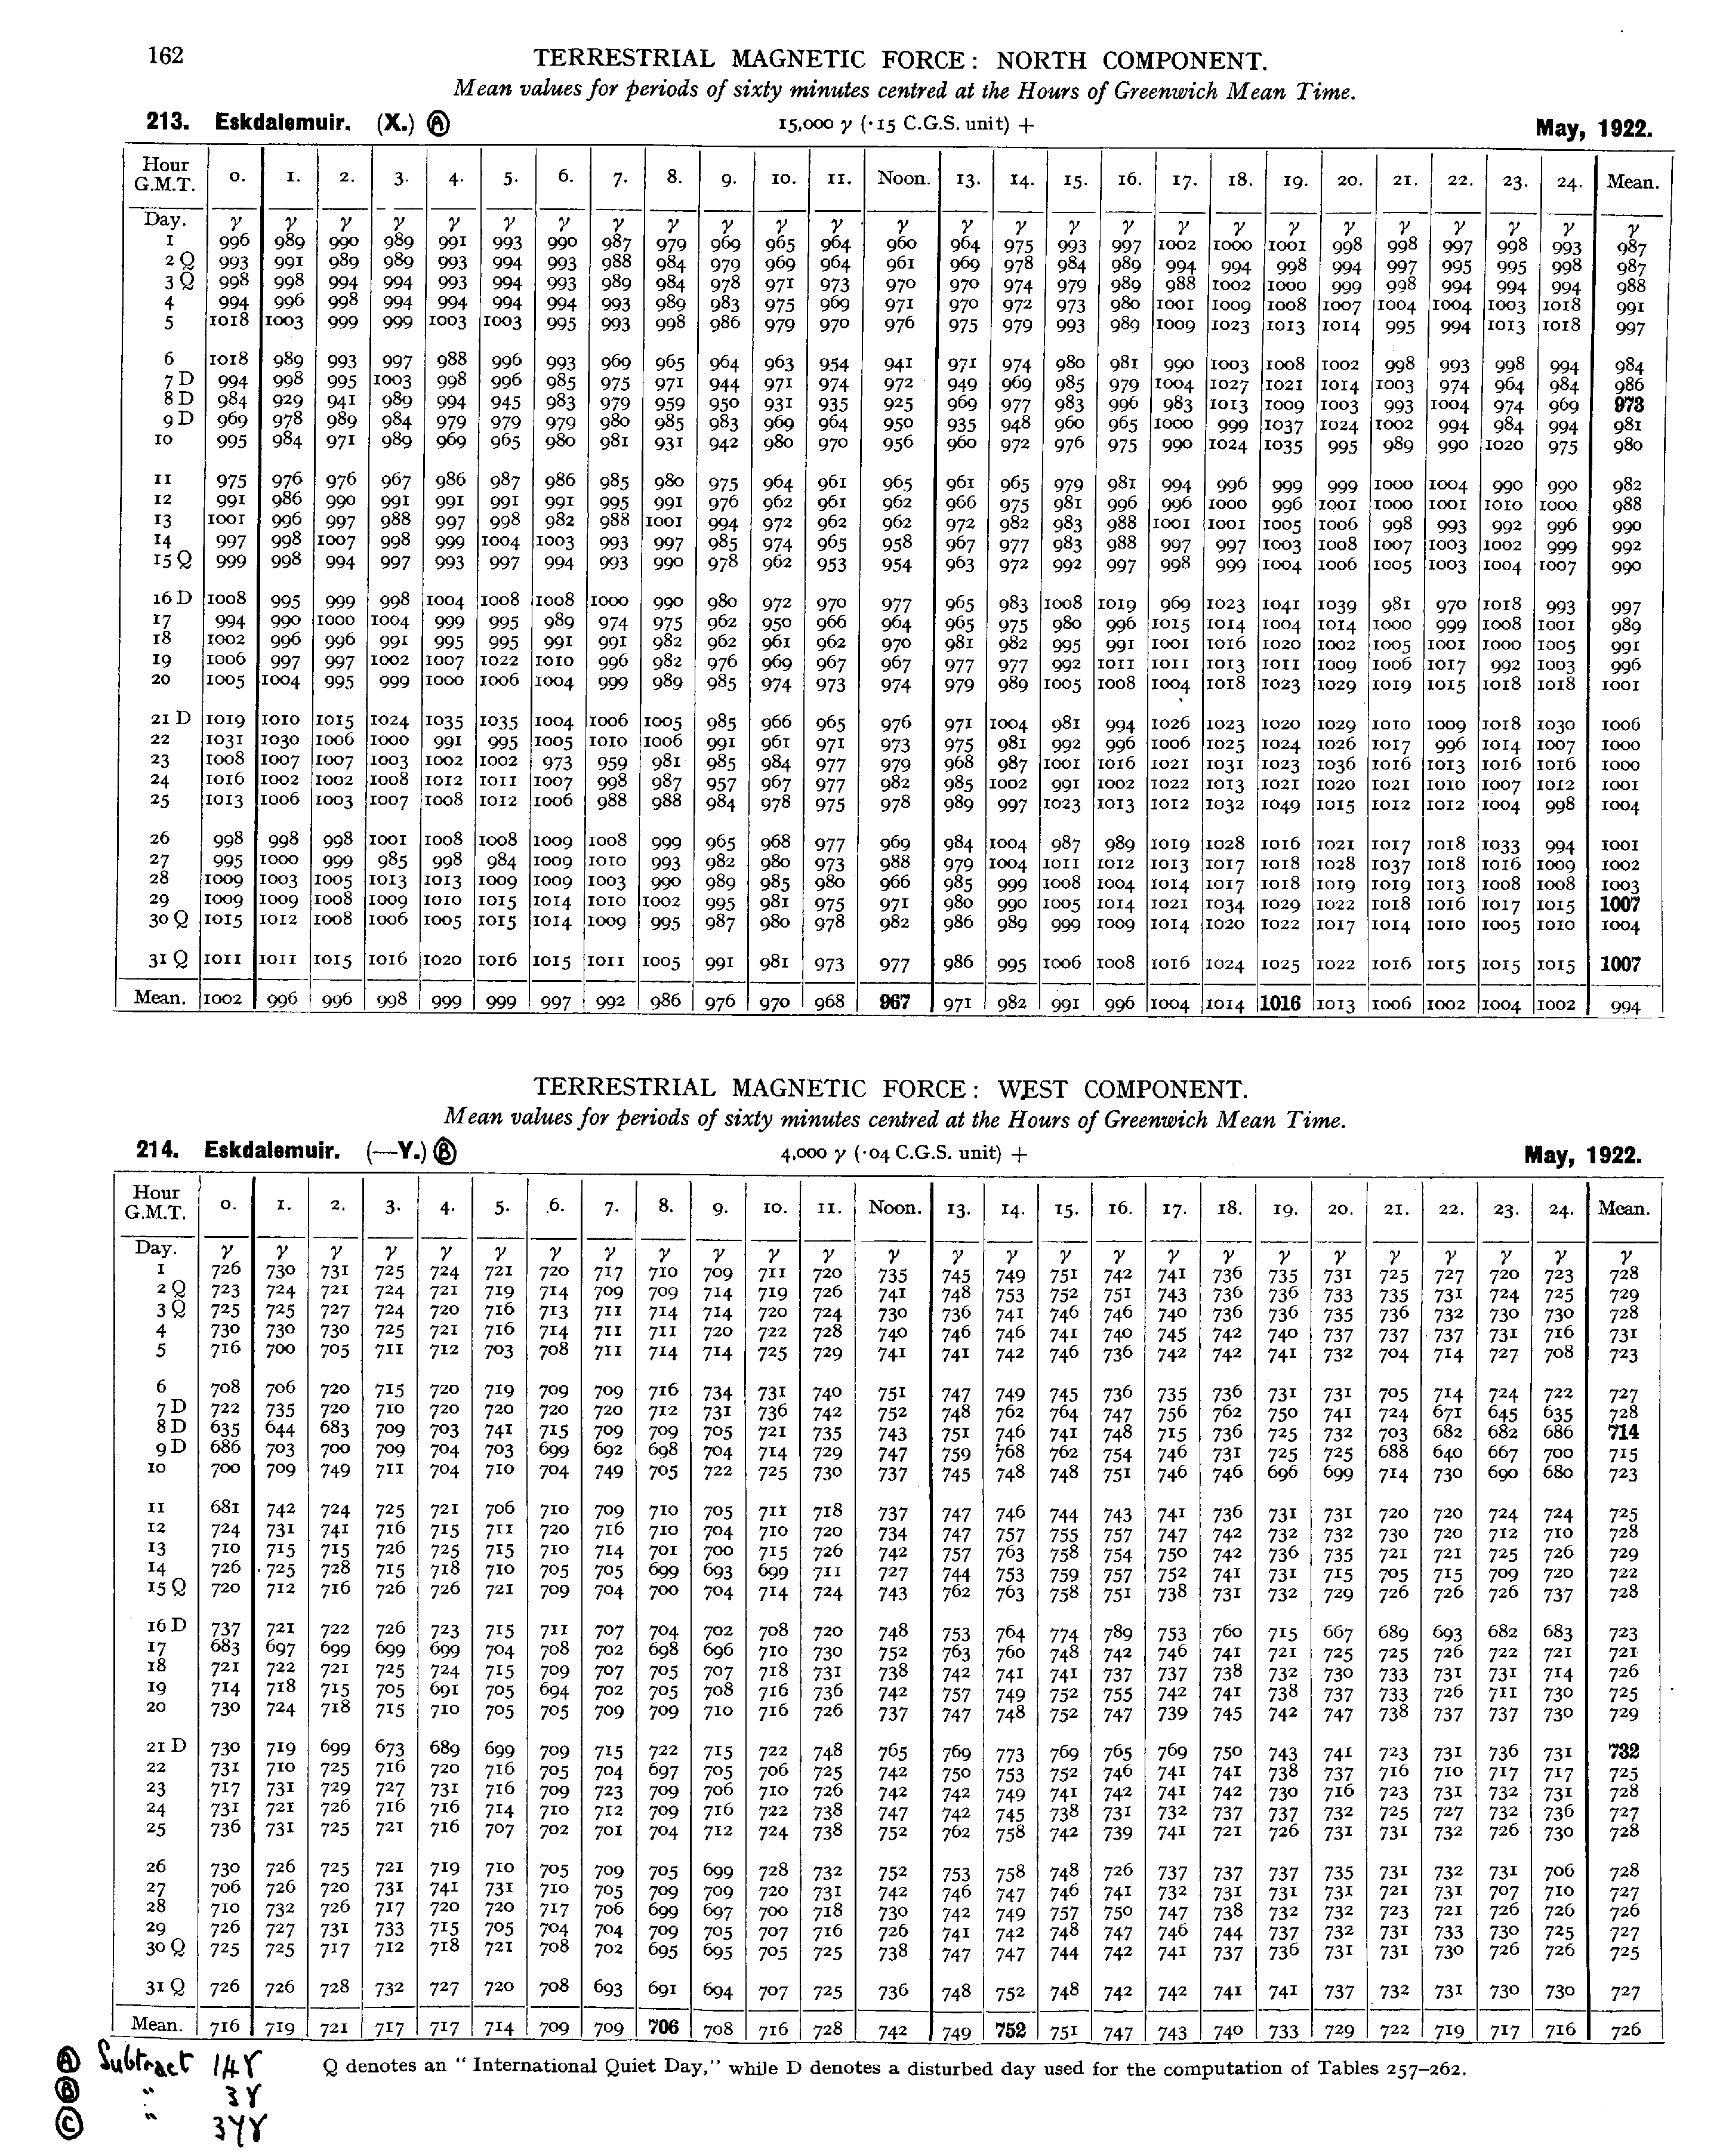 162
TERRESTRIAL MAGNETIC FORCE: NORTH COMPONENT.
Mean values for periods of sixty minutes centred at the Hours of Greenwich Mean Time.
213. Eskdalemuir. (X.) Ⓐ 15,000 γ (·15 C.G.S. unit) + May, 1922.
Hour G.M.T. 0. 1. 2. 3. 4. 5. 6. 7. 8. 9. 10. 11. Noon. 13. 14. 15. 16. 17. 18. 19. 20. 21. 22. 23. 24. Mean.
Day. γ γ γ γ γ γ γ γ γ γ γ γ γ γ γ γ γ γ γ γ γ γ γ γ γ γ
1 996 989 990 989 991 993 990 987 979 969 965 964 960 964 975 993 997 1002 1000 1001 998 998 997 998 993 987
2 Q 993 991 989 989 993 994 993 988 984 979 969 964 961 969 978 984 989 994 994 998 994 997 995 995 998 987
3 Q 998 998 994 994 993 994 993 989 984 978 971 973 970 970 974 979 989 988 1002 1000 999 998 994 994 994 988
4 994 996 998 994 994 994 994 993 989 983 975 969 971 970 972 973 980 1001 1009 1008 1007 1004 1004 1003 1018 991
5 1018 1003 999 999 1003 1003 995 993 998 986 979 970 976 975 979 993 989 1009 1023 1013 1014 995 994 1013 1018 997
6 1018 989 993 997 988 996 993 969 965 964 963 954 941 971 974 980 981 990 1003 1008 1002 998 993 998 994 984
7 D 994 998 995 1003 998 996 985 975 971 944 971 974 972 949 969 985 979 1004 1027 1021 1014 1003 974 964 984 986
8 D 984 929 941 989 994 945 983 979 959 950 931 935 925 969 977 983 996 983 1013 1009 1003 993 1004 974 969 973
9 D 969 978 989 984 979 979 979 980 985 983 969 964 950 935 948 960 965 1000 999 1037 1024 1002 994 984 994 981
10 995 984 971 989 969 965 980 981 931 942 980 970 956 960 972 976 975 990 1024 1035 995 989 990 1020 975 980
11 975 976 976 967 986 987 986 985 980 975 964 961 965 961 965 979 981 994 996 999 999 1000 1004 990 990 982
12 991 986 990 991 991 991 991 995 991 976 962 961 962 966 975 981 996 996 1000 996 1001 1000 1001 1010 1000 988
13 1001 996 997 988 997 998 982 988 1001 994 972 962 962 972 982 983 988 1001 1001 1005 1006 998 993 992 996 990
14 997 998 1007 998 999 1004 1003 993 997 985 974 965 958 967 977 983 988 997 997 1003 1008 1007 1003 1002 999 992
15 Q 999 998 994 997 993 997 994 993 990 978 962 953 954 963 972 992 997 998 999 1004 1006 1005 1003 1004 1007 990
16 D 1008 995 999 998 1004 1008 1008 1000 990 980 972 970 977 965 983 1008 1019 969 1023 1041 1039 981 970 1018 993 997
17 994 990 1000 1004 999 995 989 974 975 962 950 966 964 965 975 980 996 1015 1014 1004 1014 1000 999 1008 1001 989
18 1002 996 996 991 995 995 991 991 982 962 961 962 970 981 982 995 991 1001 1016 1020 1002 1005 1001 1000 1005 991
19 1006 997 997 1002 1007 1022 1010 996 982 976 969 967 967 977 977 992 1011 1011 1013 1011 1009 1006 1017 992 1003 996
20 1005 1004 995 999 1000 1006 1004 999 989 985 974 973 974 979 989 1005 1008 1004 1018 1023 1029 1019 1015 1018 1018 1001
21 D 1019 1010 1015 1024 1035 1035 1004 1006 1005 985 966 965 976 971 1004 981 994 1026 1023 1020 1029 1010 1009 1018 1030 1006
22 1031 1030 1006 1000 991 995 1005 1010 1006 991 961 971 973 975 981 992 996 1006 1025 1024 1026 1017 996 1014 1007 1000
23 1008 1007 1007 1003 1002 1002 973 959 981 985 984 977 979 968 987 1001 1016 1021 1031 1023 1036 1016 1013 1016 1016 1000
24 1016 1002 1002 1008 1012 1011 1007 998 987 957 967 977 982 985 1002 991 1002 1022 1013 1021 1020 1021 1010 1007 1012 1001
25 1013 1006 1003 1007 1008 1012 1006 988 988 984 978 975 978 989 997 1023 1013 1012 1032 1049 1015 1012 1012 1004 998 1004
26 998 998 998 1001 1008 1008 1009 1008 999 965 968 977 969 984 1004 987 989 1019 1028 1016 1021 1017 1018 1033 994 1001
27 995 1000 999 985 998 984 1009 1010 993 982 980 973 988 979 1004 1011 1012 1013 1017 1018 1028 1037 1018 1016 1009 1002
28 1009 1003 1005 1013 1013 1009 1009 1003 990 989 985 980 966 985 999 1008 1004 1014 1017 1018 1019 1019 1013 1008 1008 1003
29 1009 1009 1008 1009 1010 1015 1014 1010 1002 995 981 975 971 980 990 1005 1014 1021 1034 1029 1022 1018 1016 1017 1015 1007
30 Q 1015 1012 1008 1006 1005 1015 1014 1009 995 987 980 978 982 986 989 999 1009 1014 1020 1022 1017 1014 1010 1005 1010 1004
31 Q 1011 1011 1015 1016 1020 1016 1015 1011 1005 991 981 973 977 986 995 1006 1008 1016 1024 1025 1022 1016 1015 1015 1015 1007
Mean. 1002 996 996 998 999 999 997 992 986 976 970 968 967 971 982 991 996 1004 1014 1016 1013 1006 1002 1004 1002 994
TERRESTRIAL MAGNETIC FORCE: WEST COMPONENT.
Mean values for periods of sixty minutes centred at the Hours of Greenwich Mean Time.
214. Eskdalemuir. (—Y.) Ⓑ 4,000 γ (·04 C.G.S. unit) + May, 1922.
Hour G.M.T. 0. 1. 2. 3. 4. 5. 6. 7. 8. 9. 10. 11. Noon. 13. 14. 15. 16. 17. 18. 19. 20. 21. 22. 23. 24. Mean.
Day. γ γ γ γ γ γ γ γ γ γ γ γ γ γ γ γ γ γ γ γ γ γ γ γ γ γ
1 726 730 731 725 724 721 720 717 710 709 711 720 735 745 749 751 742 741 736 735 731 725 727 720 723 728
2 Q 723 724 721 724 721 719 714 709 709 714 719 726 741 748 753 752 751 743 736 736 733 735 731 724 725 729
3 Q 725 725 727 724 720 716 713 711 714 714 720 724 730 736 741 746 746 740 736 736 735 736 732 730 730 728
4 730 730 730 725 721 716 714 711 711 720 722 728 740 746 746 741 740 745 742 740 737 737 737 731 716 731
5 716 700 705 711 712 703 708 711 714 714 725 729 741 741 742 746 736 742 742 741 732 704 714 727 708 723
6 708 706 720 715 720 719 709 709 716 734 731 740 751 747 749 745 736 735 736 731 731 705 714 724 722 727
7 D 722 735 720 710 720 720 720 720 712 731 736 742 752 748 762 764 747 756 762 750 741 724 671 645 635 728
8 D 635 644 683 709 703 741 715 709 709 705 721 735 743 751 746 741 748 715 736 725 732 703 682 682 686 714
9 D 686 703 700 709 704 703 699 692 698 704 714 729 747 759 768 762 754 746 731 725 725 688 640 667 700 715
10 700 709 749 711 704 710 704 749 705 722 725 730 737 745 748 748 751 746 746 696 699 714 730 690 680 723
11 681 742 724 725 721 706 710 709 710 705 711 718 737 747 746 744 743 741 736 731 731 720 720 724 724 725
12 724 731 741 716 715 711 720 716 710 704 710 720 734 747 757 755 757 747 742 732 732 730 720 712 710 728
13 710 715 715 726 725 715 710 714 701 700 715 726 742 757 763 758 754 750 742 736 735 721 721 725 726 729
14 726 725 728 715 718 710 705 705 699 693 699 711 727 744 753 759 757 752 741 731 715 705 715 709 720 722
15 Q 720 712 716 726 726 721 709 704 700 704 714 724 743 762 763 758 751 738 731 732 729 726 726 726 737 728
16 D 737 721 722 726 723 715 711 707 704 702 708 720 748 753 764 774 789 753 760 715 667 689 693 682 683 723
17 683 697 699 699 699 704 708 702 698 696 710 730 752 763 760 748 742 746 741 721 725 725 726 722 721 721
18 721 722 721 725 724 715 709 707 705 707 718 731 738 742 741 741 737 737 738 732 730 733 731 731 714 726
19 714 718 715 705 691 705 694 702 705 708 716 736 742 757 749 752 755 742 741 738 737 733 726 711 730 725
20 730 724 718 715 710 705 705 709 709 710 716 726 737 747 748 752 747 739 745 742 747 738 737 737 730 729
21 D 730 719 699 673 689 699 709 715 722 715 722 748 765 769 773 769 765 769 750 743 741 723 731 736 731 732
22 731 710 725 716 720 716 705 704 697 705 706 725 742 750 753 752 746 741 741 738 737 716 710 717 717 725
23 717 731 729 727 731 716 709 723 709 706 710 726 742 742 749 741 742 741 742 730 716 723 731 732 731 728
24 731 721 726 716 716 714 710 712 709 716 722 738 747 742 745 738 731 732 737 737 732 725 727 732 736 727
25 736 731 725 721 716 707 702 701 704 712 724 738 752 762 758 742 739 741 721 726 731 731 732 726 730 728
26 730 726 725 721 719 710 705 709 705 699 728 732 752 753 758 748 726 737 737 737 735 731 732 731 706 728
27 706 726 720 731 741 731 710 705 709 709 720 731 742 746 747 746 741 732 731 731 731 721 731 707 710 727
28 710 732 726 717 720 720 717 706 699 697 700 718 730 742 749 757 750 747 738 732 732 723 721 726 726 726
29 726 727 731 733 715 705 704 704 709 705 707 716 726 741 742 748 747 746 744 737 732 731 733 730 725 727
30 Q 725 725 717 712 718 721 708 702 695 695 705 725 738 747 747 744 742 741 737 736 731 731 730 726 726 725
31 Q 726 726 728 732 727 720 708 693 691 694 707 725 736 748 752 748 742 742 741 741 737 732 731 730 730 727
Mean. 716 719 721 717 717 714 709 709 706 708 716 728 742 749 752 751 747 743 740 733 729 722 719 717 716 726
Q denotes an “ International Quiet Day,” while D denotes a disturbed day used for the computation of Tables 257–262.
Ⓐ Subtract 14γ
Ⓑ " 3γ
Ⓒ "